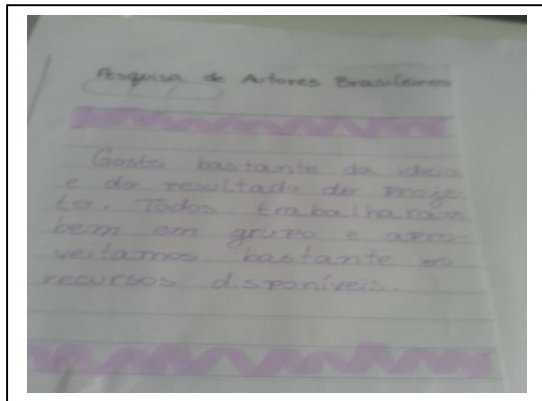 Pesquisa de Autores Brasileiros
Gostei bastante da ideia
e do resultado do proje-
to. Todos trabalharam
bem em grupo e apro-
veitamos bastante os
recursos disponíveis.